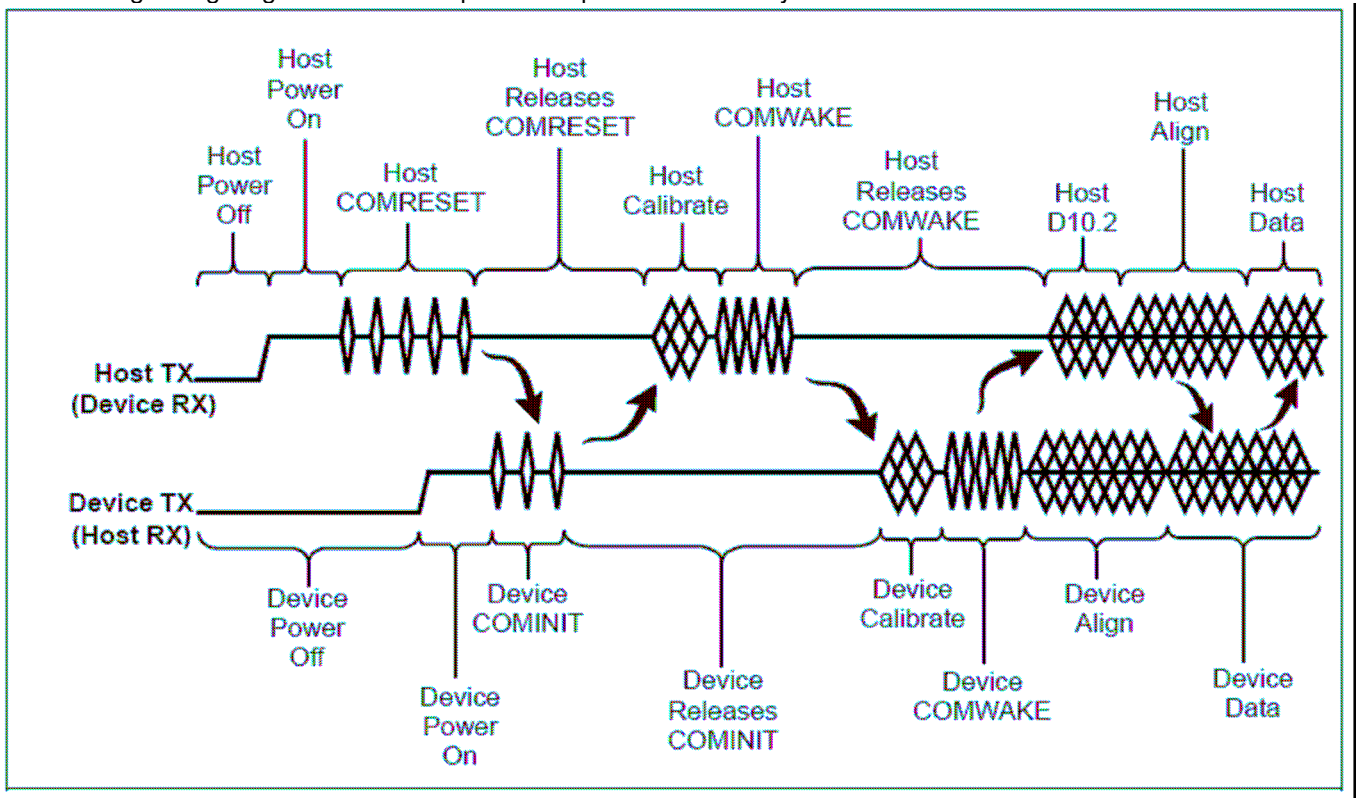 Host
Power
Off
Host
Power
On
Host
COMRESET
Host
Releases
COMRESET
Host
Calibrate
Host
COMWAKE
Host
Releases
COMWAKE
Host
D10.2
Host
Align
Host
Data
Host TX
(Device RX)
Device TX
(Host RX)
Device
Power
Off
Device
Power
On
Device
COMINIT
Device
Releases
COMINIT
Device
Calibrate
Device
COMWAKE
Device
Align
Device
Data